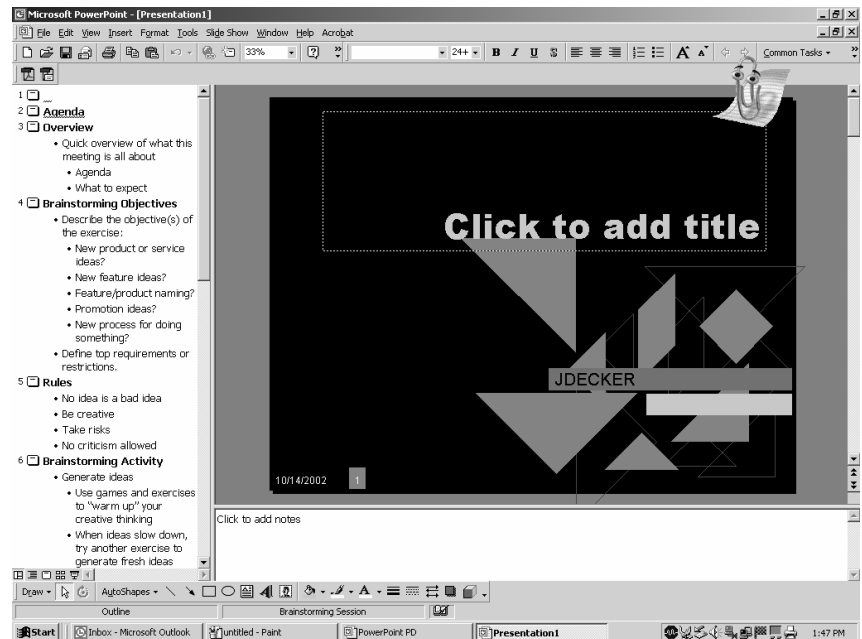 Microsoft PowerPoint - [Presentation1]
File Edit View Insert Format Tools Slide Show Window Help Acrobat
33% 24+ B I U S A A Common Tasks
1
2 Agenda
3 Overview
• Quick overview of what this
meeting is all about
• Agenda
• What to expect
4 Brainstorming Objectives
• Describe the objective(s) of
the exercise:
• New product or service
ideas?
• New feature ideas?
• Feature/product naming?
• Promotion ideas?
• New process for doing
something?
• Define top requirements or
restrictions.
5 Rules
• No idea is a bad idea
• Be creative
• Take risks
• No criticism allowed
6 Brainstorming Activity
• Generate ideas
• Use games and exercises
to "warm up" your
creative thinking
• When ideas slow down,
try another exercise to
generate fresh ideas
Click to add title
JDECKER
10/14/2002 1
Click to add notes
Draw AutoShapes A
Outline Brainstorming Session
Start Inbox - Microsoft Outlook untitled - Paint PowerPoint PD Presentation1 1:47 PM